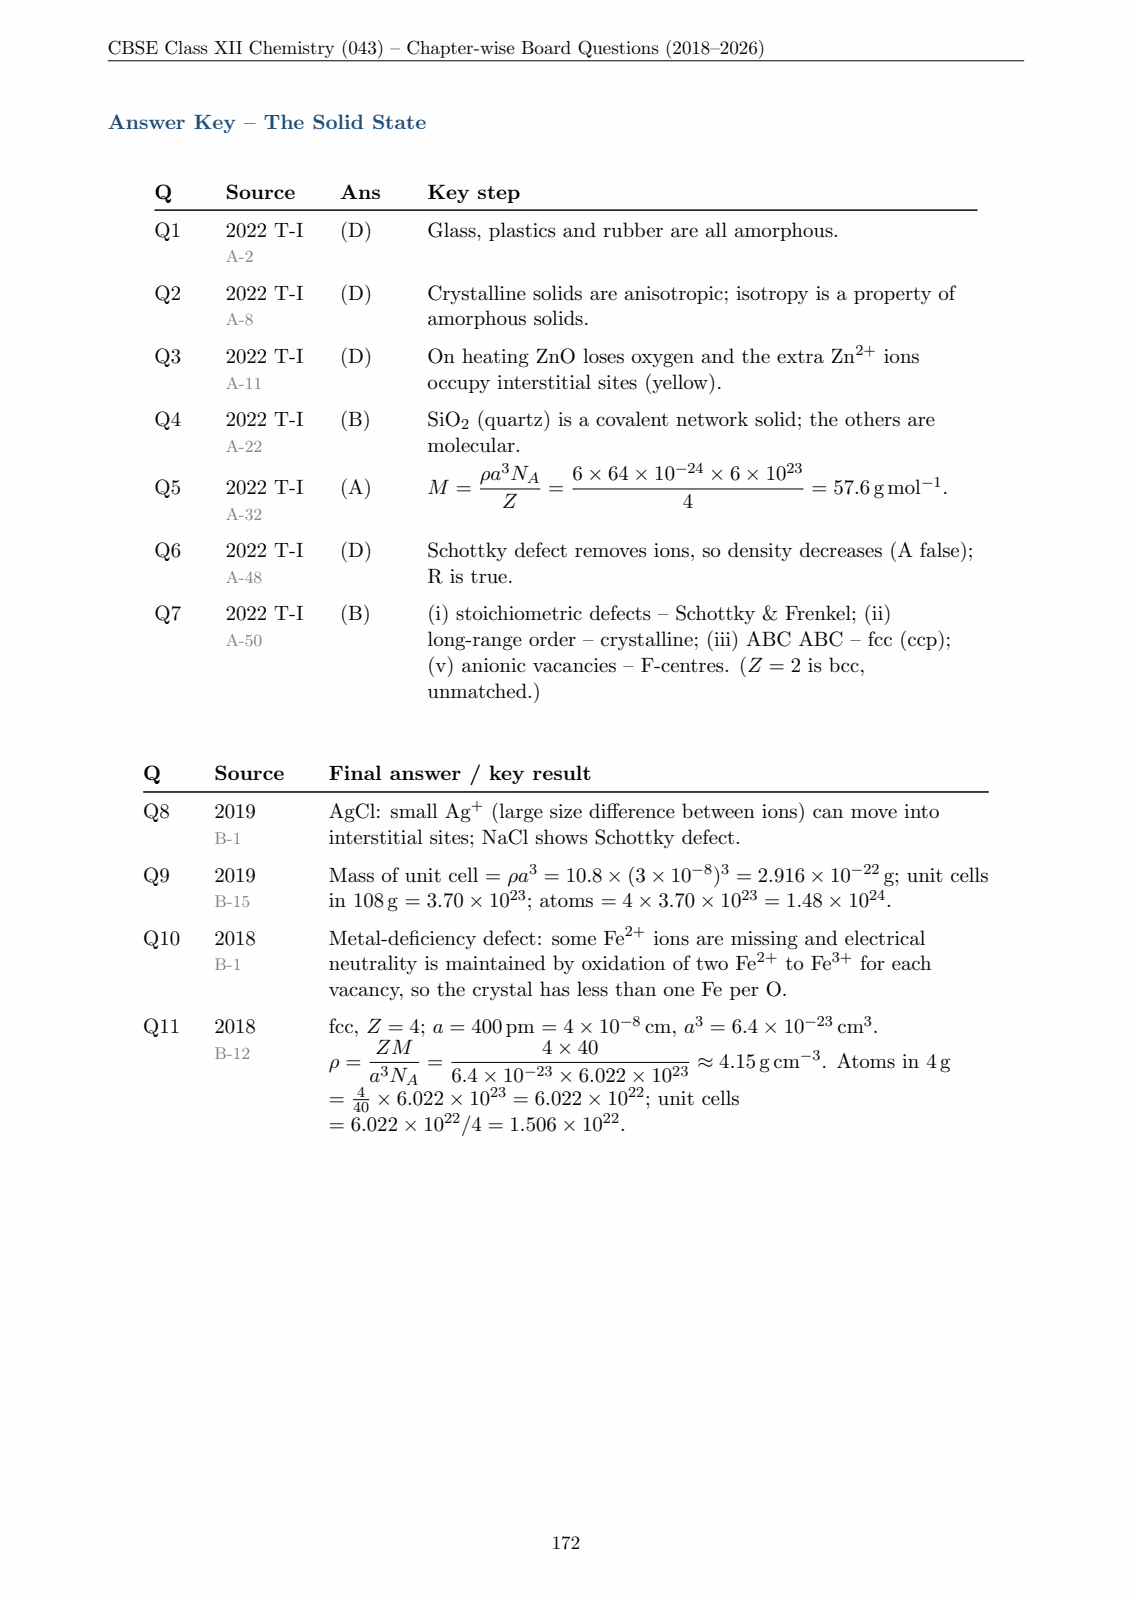 CBSE Class XII Chemistry (043) – Chapter-wise Board Questions (2018–2026)
Answer Key – The Solid State
Q Source Ans Key step
Q1 2022 T-I (D) Glass, plastics and rubber are all amorphous.
A-2
Q2 2022 T-I (D) Crystalline solids are anisotropic; isotropy is a property of
A-8 amorphous solids.
Q3 2022 T-I (D) On heating ZnO loses oxygen and the extra Zn²⁺ ions
A-11 occupy interstitial sites (yellow).
Q4 2022 T-I (B) SiO₂ (quartz) is a covalent network solid; the others are
A-22 molecular.
Q5 2022 T-I (A) M = ρa³N_A / Z = 6 × 64 × 10⁻²⁴ × 6 × 10²³ / 4 = 57.6 g mol⁻¹.
A-32
Q6 2022 T-I (D) Schottky defect removes ions, so density decreases (A false);
A-48 R is true.
Q7 2022 T-I (B) (i) stoichiometric defects – Schottky & Frenkel; (ii)
A-50 long-range order – crystalline; (iii) ABC ABC – fcc (ccp);
(v) anionic vacancies – F-centres. (Z = 2 is bcc,
unmatched.)
Q Source Final answer / key result
Q8 2019 AgCl: small Ag⁺ (large size difference between ions) can move into
B-1 interstitial sites; NaCl shows Schottky defect.
Q9 2019 Mass of unit cell = ρa³ = 10.8 × (3 × 10⁻⁸)³ = 2.916 × 10⁻²² g; unit cells
B-15 in 108 g = 3.70 × 10²³; atoms = 4 × 3.70 × 10²³ = 1.48 × 10²⁴.
Q10 2018 Metal-deficiency defect: some Fe²⁺ ions are missing and electrical
B-1 neutrality is maintained by oxidation of two Fe²⁺ to Fe³⁺ for each
vacancy, so the crystal has less than one Fe per O.
Q11 2018 fcc, Z = 4; a = 400 pm = 4 × 10⁻⁸ cm, a³ = 6.4 × 10⁻²³ cm³.
B-12 ρ = ZM / a³N_A = 4 × 40 / 6.4 × 10⁻²³ × 6.022 × 10²³ ≈ 4.15 g cm⁻³. Atoms in 4 g
= 4/40 × 6.022 × 10²³ = 6.022 × 10²²; unit cells
= 6.022 × 10²²/4 = 1.506 × 10²².
172